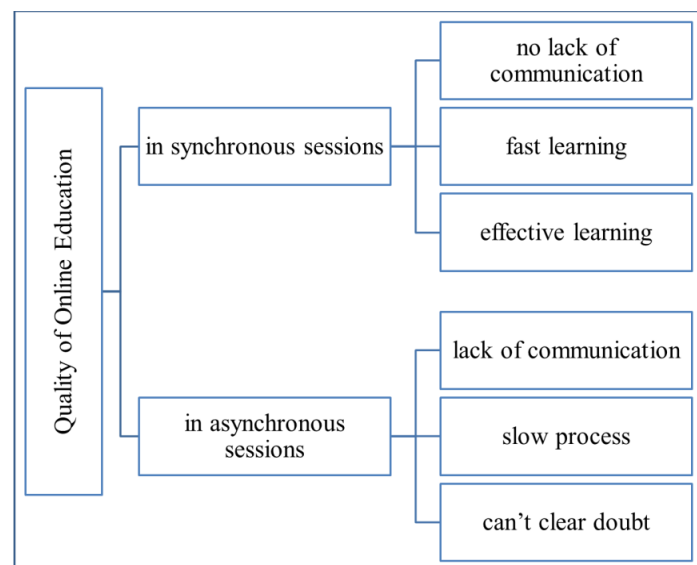 Quality of Online Education
in synchronous sessions
no lack of
communication
fast learning
effective learning
in asynchronous
sessions
lack of communication
slow process
can’t clear doubt